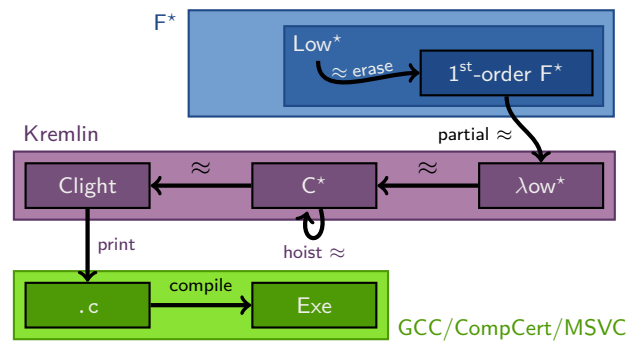 F⋆
Low⋆
≈ erase
1st-order F⋆
partial ≈
Kremlin
Clight
≈
C⋆
≈
λow⋆
hoist ≈
print
.c
compile
Exe
GCC/CompCert/MSVC